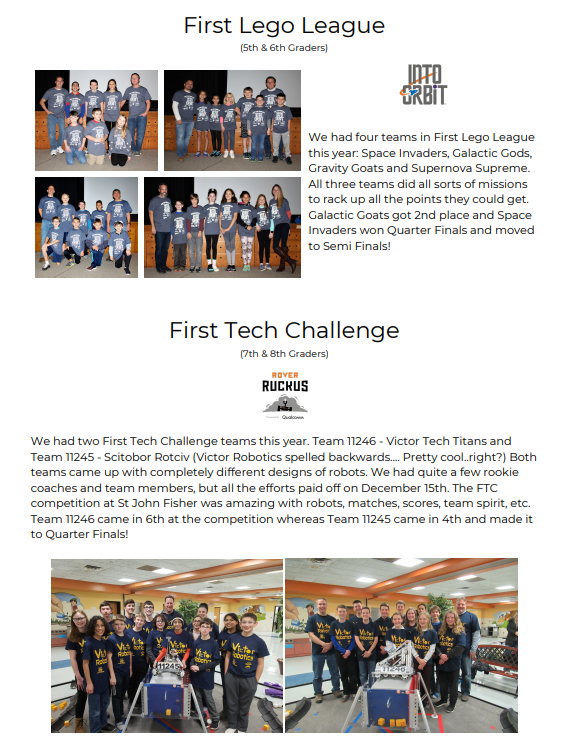 First Lego League
(5th & 6th Graders)
INTO
ORBIT
We had four teams in First Lego League
this year: Space Invaders, Galactic Gods,
Gravity Goats and Supernova Supreme.
All three teams did all sorts of missions
to rack up all the points they could get.
Galactic Goats got 2nd place and Space
Invaders won Quarter Finals and moved
to Semi Finals!
First Tech Challenge
(7th & 8th Graders)
ROVER
RUCKUS
Qualcomm
We had two First Tech Challenge teams this year. Team 11246 - Victor Tech Titans and
Team 11245 - Scitobor Rotciv (Victor Robotics spelled backwards.... Pretty cool..right?) Both
teams came up with completely different designs of robots. We had quite a few rookie
coaches and team members, but all the efforts paid off on December 15th. The FTC
competition at St John Fisher was amazing with robots, matches, scores, team spirit, etc.
Team 11246 came in 6th at the competition whereas Team 11245 came in 4th and made it
to Quarter Finals!
Victor
Robotics
11245
Victor
Robotics
11246